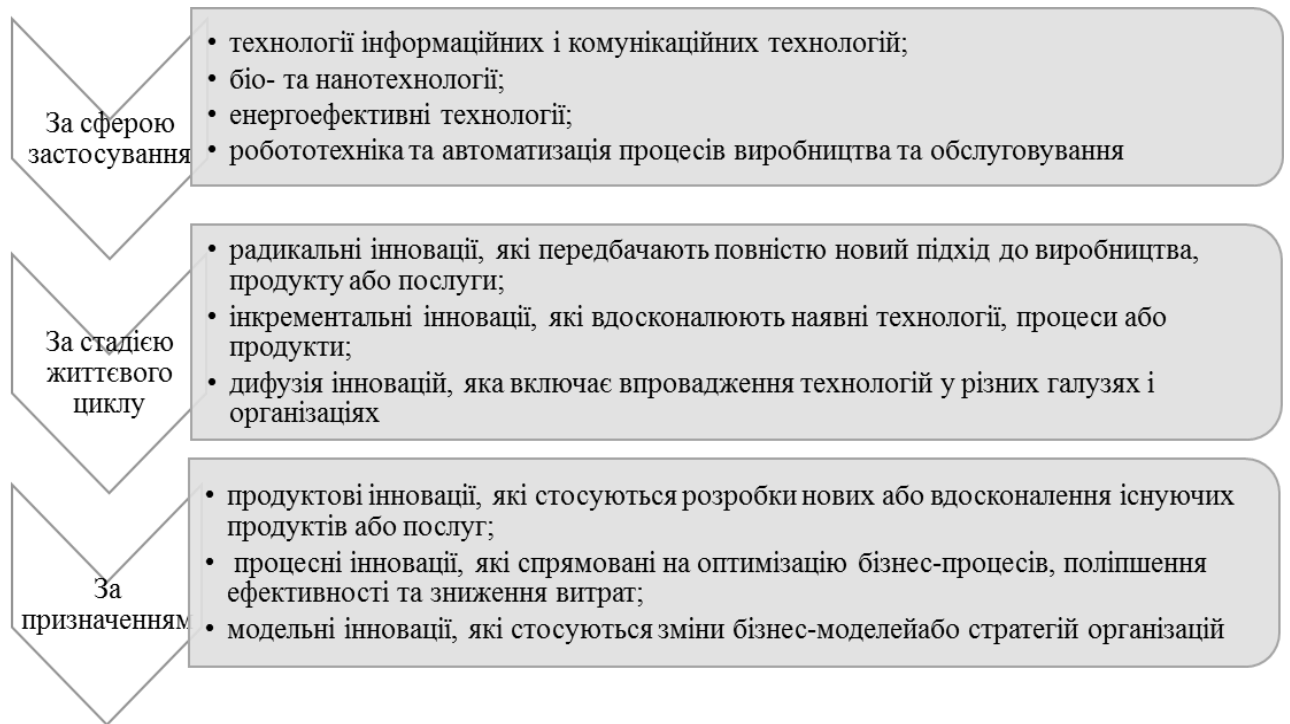 За сферою
застосування
• технології інформаційних і комунікаційних технологій;
• біо- та нанотехнології;
• енергоефективні технології;
• робототехніка та автоматизація процесів виробництва та обслуговування
За стадією
життєвого
циклу
• радикальні інновації, які передбачають повністю новий підхід до виробництва,
продукту або послуги;
• інкрементальні інновації, які вдосконалюють наявні технології, процеси або
продукти;
• дифузія інновацій, яка включає впровадження технологій у різних галузях і
організаціях
За
призначенням
• продуктові інновації, які стосуються розробки нових або вдосконалення існуючих
продуктів або послуг;
• процесні інновації, які спрямовані на оптимізацію бізнес-процесів, поліпшення
ефективності та зниження витрат;
• модельні інновації, які стосуються зміни бізнес-моделейабо стратегій організацій